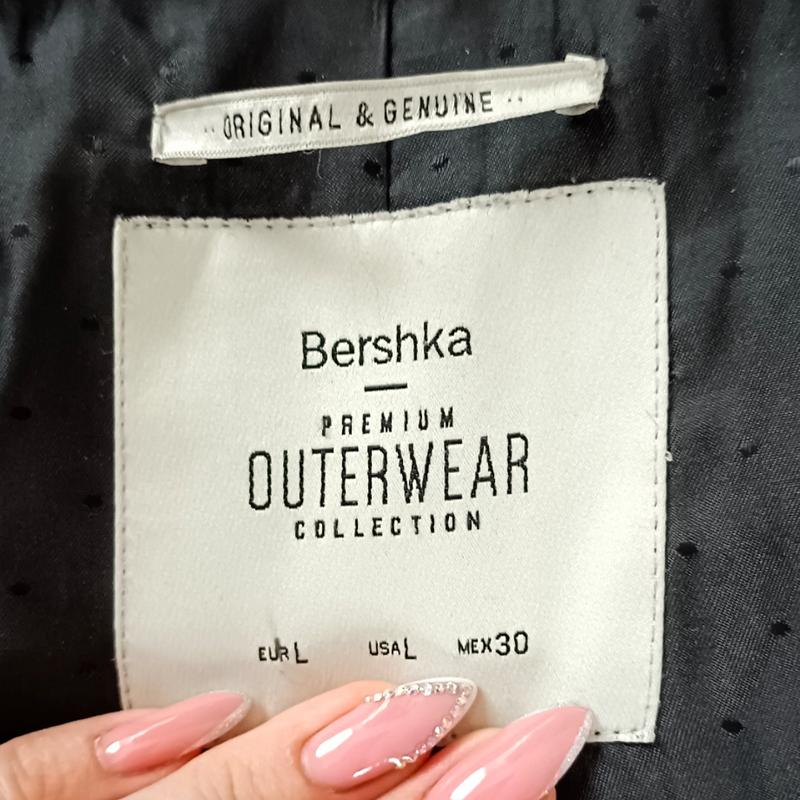 ·· ORIGINAL & GENUINE ··
Bershka
PREMIUM
OUTERWEAR
COLLECTION
EUR L USA L MEX 30